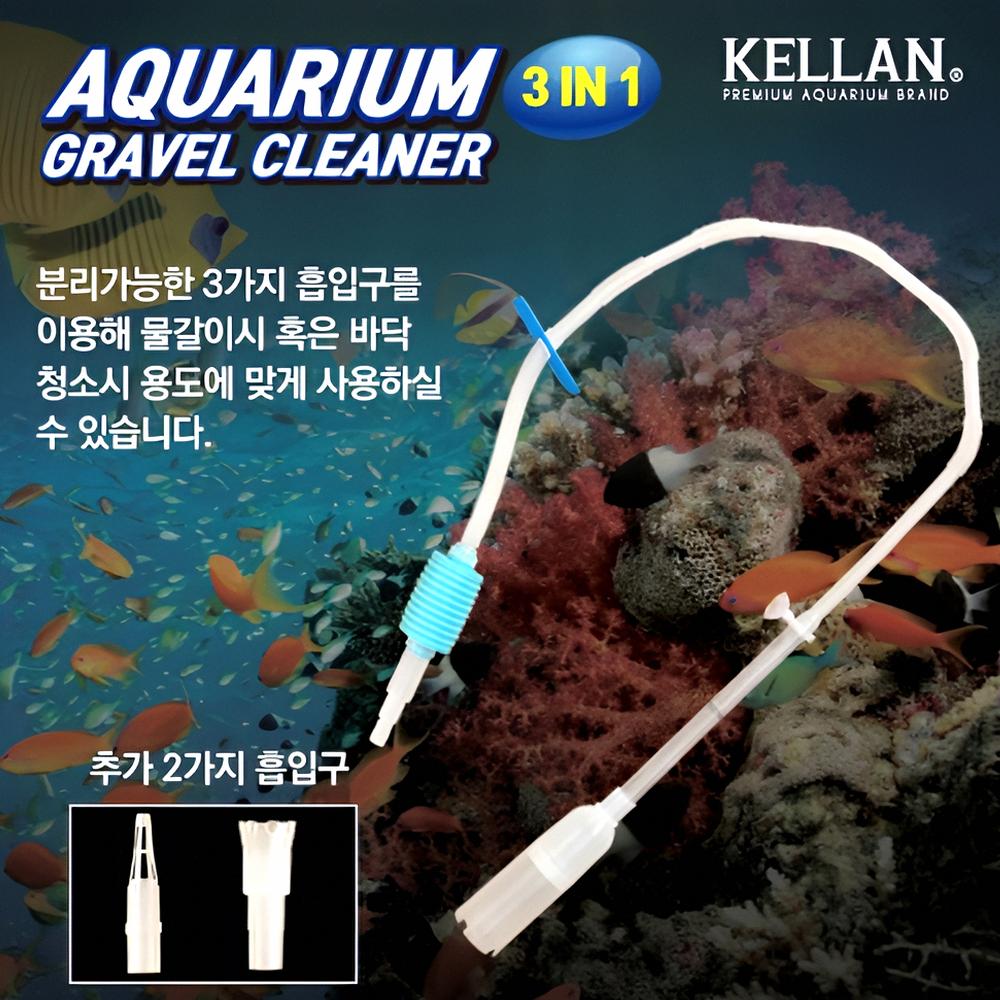 AQUARIUM
3 IN 1
GRAVEL CLEANER
KELLAN®
PREMIUM AQUARIUM BRAND
분리가능한 3가지 흡입구를
이용해 물갈이시 혹은 바닥
청소시 용도에 맞게 사용하실
수 있습니다.
추가 2가지 흡입구